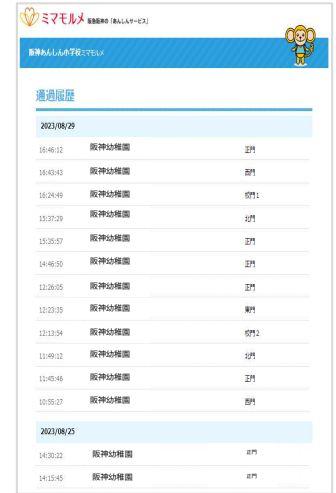 ミマモルメ 阪急阪神の「あんしんサービス」
阪神あんしん小学校ミマモルメ
通過履歴
2023/08/29
16:46:12 阪神幼稚園 正門
16:43:43 阪神幼稚園 西門
16:24:49 阪神幼稚園 校門1
15:37:29 阪神幼稚園 北門
15:35:57 阪神幼稚園 正門
14:46:50 阪神幼稚園 正門
12:26:05 阪神幼稚園 正門
12:23:35 阪神幼稚園 東門
12:13:54 阪神幼稚園 校門2
11:49:12 阪神幼稚園 北門
11:45:46 阪神幼稚園 正門
10:55:27 阪神幼稚園 西門
2023/08/25
14:30:22 阪神幼稚園 正門
14:15:45 阪神幼稚園 正門